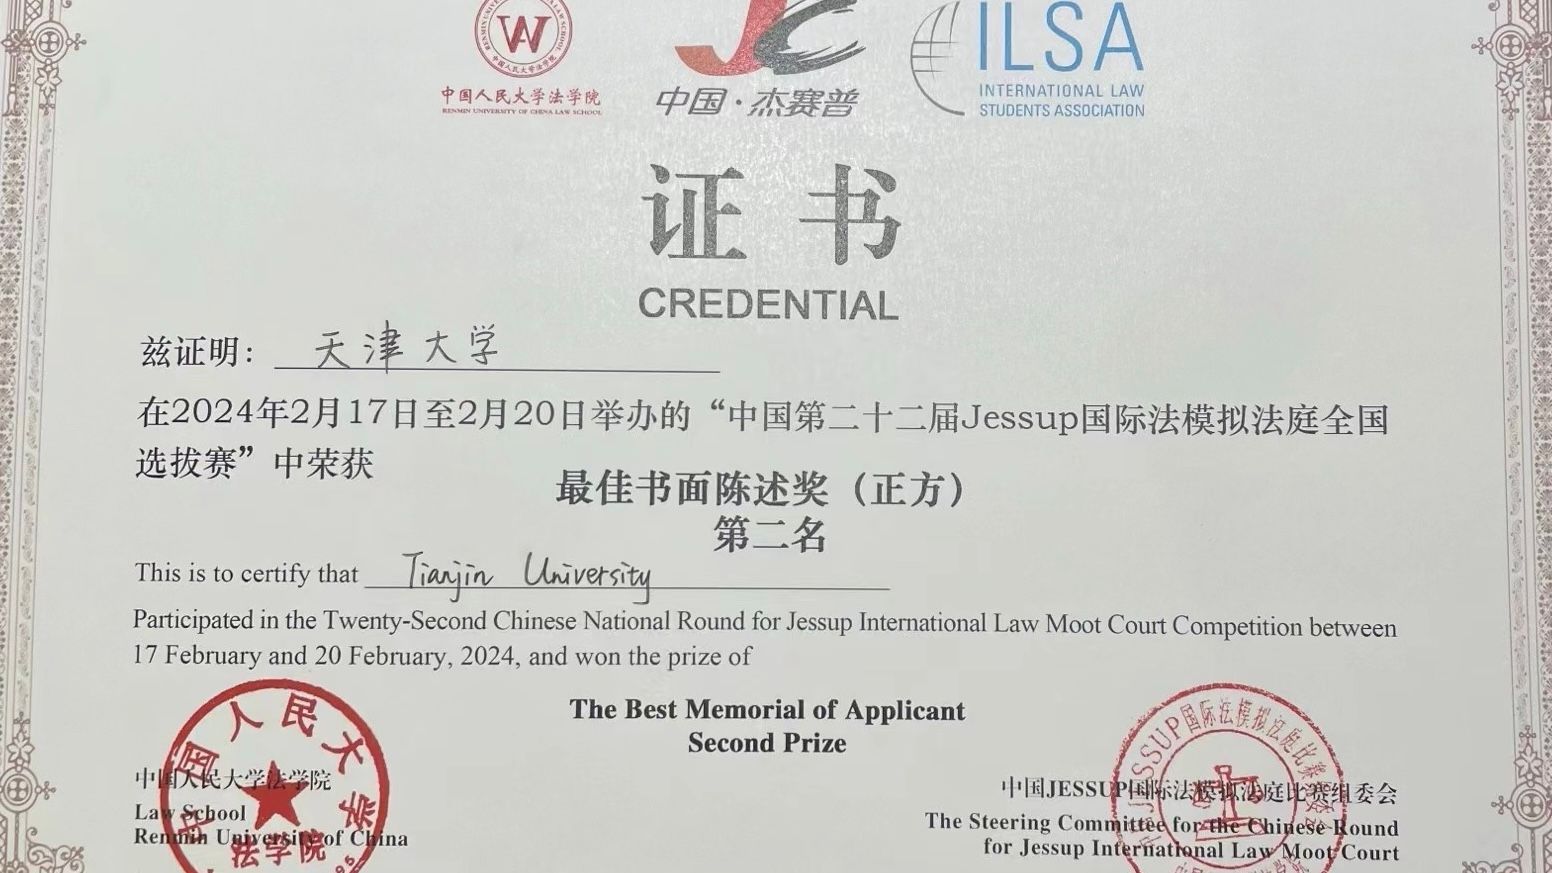 中国人民大学法学院
RENMIN UNIVERSITY OF CHINA LAW SCHOOL
中国·杰赛普
ILSA
INTERNATIONAL LAW
STUDENTS ASSOCIATION
证书
CREDENTIAL
兹证明： 天津大学
在2024年2月17日至2月20日举办的“中国第二十二届Jessup国际法模拟法庭全国
选拔赛”中荣获
最佳书面陈述奖（正方）
第二名
This is to certify that Tianjin University
Participated in the Twenty-Second Chinese National Round for Jessup International Law Moot Court Competition between
17 February and 20 February, 2024, and won the prize of
The Best Memorial of Applicant
Second Prize
中国人民大学法学院
Law School
Renmin University of China
中国人民大学
法学院
中国JESSUP国际法模拟法庭比赛组委会
The Steering Committee for the Chinese Round
for Jessup International Law Moot Court